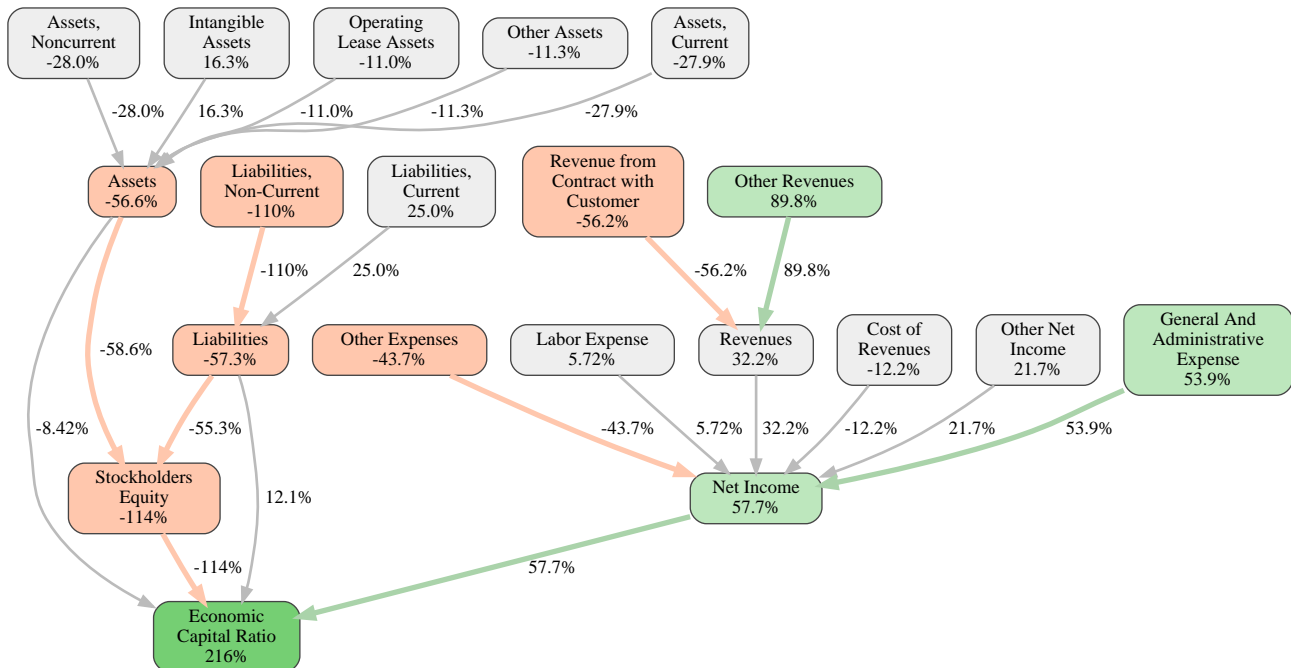 Assets,
Noncurrent
-28.0%
Intangible
Assets
16.3%
Operating
Lease Assets
-11.0%
Other Assets
-11.3%
Assets,
Current
-27.9%
-28.0%
16.3%
-11.0%
-11.3%
-27.9%
Assets
-56.6%
Liabilities,
Non-Current
-110%
Liabilities,
Current
25.0%
Revenue from
Contract with
Customer
-56.2%
Other Revenues
89.8%
-110%
25.0%
-56.2%
89.8%
-58.6%
Liabilities
-57.3%
Other Expenses
-43.7%
Labor Expense
5.72%
Revenues
32.2%
Cost of
Revenues
-12.2%
Other Net
Income
21.7%
General And
Administrative
Expense
53.9%
-8.42%
-55.3%
-43.7%
5.72%
32.2%
-12.2%
21.7%
53.9%
Stockholders
Equity
-114%
12.1%
Net Income
57.7%
-114%
57.7%
Economic
Capital Ratio
216%